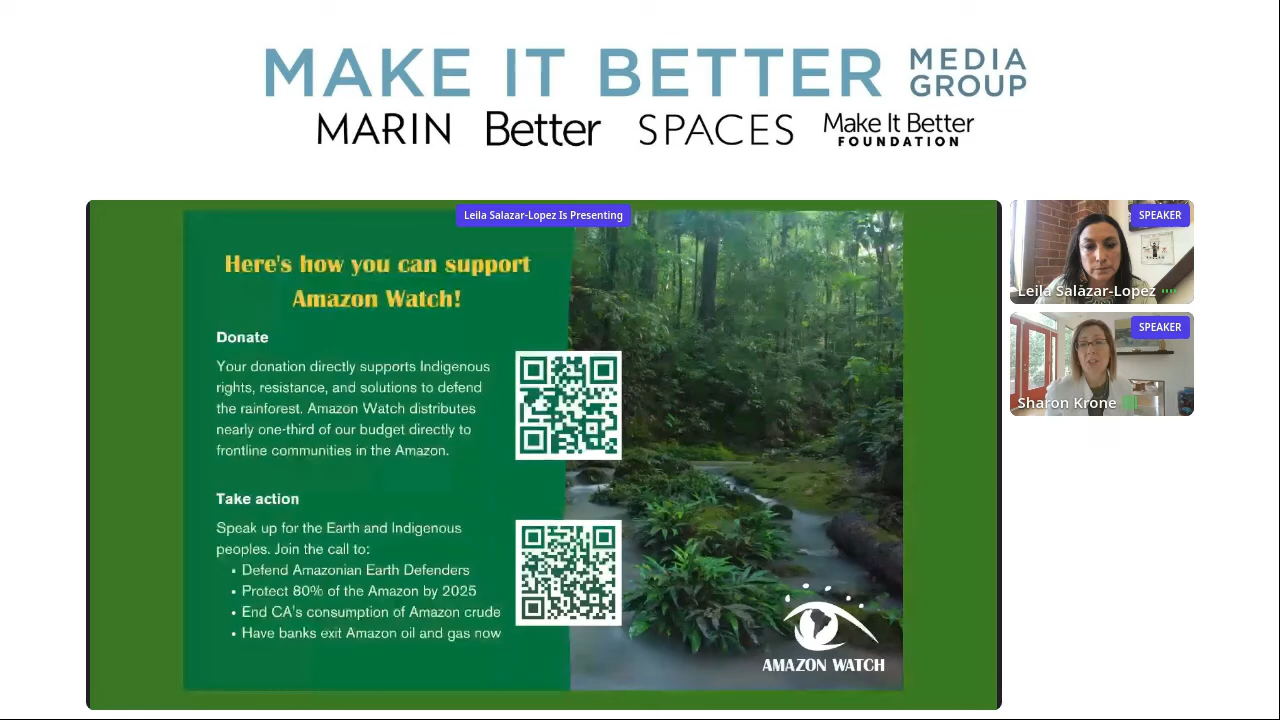 MAKE IT BETTER MEDIA
GROUP
MARIN Better SPACES Make It Better
FOUNDATION
Leila Salazar-Lopez Is Presenting
Here's how you can support
Amazon Watch!
Donate
Your donation directly supports Indigenous
rights, resistance, and solutions to defend
the rainforest. Amazon Watch distributes
nearly one-third of our budget directly to
frontline communities in the Amazon.
Take action
Speak up for the Earth and Indigenous
peoples. Join the call to:
• Defend Amazonian Earth Defenders
• Protect 80% of the Amazon by 2025
• End CA's consumption of Amazon crude
• Have banks exit Amazon oil and gas now
AMAZON WATCH
SPEAKER
Leila Salazar-Lopez
SPEAKER
Sharon Krone